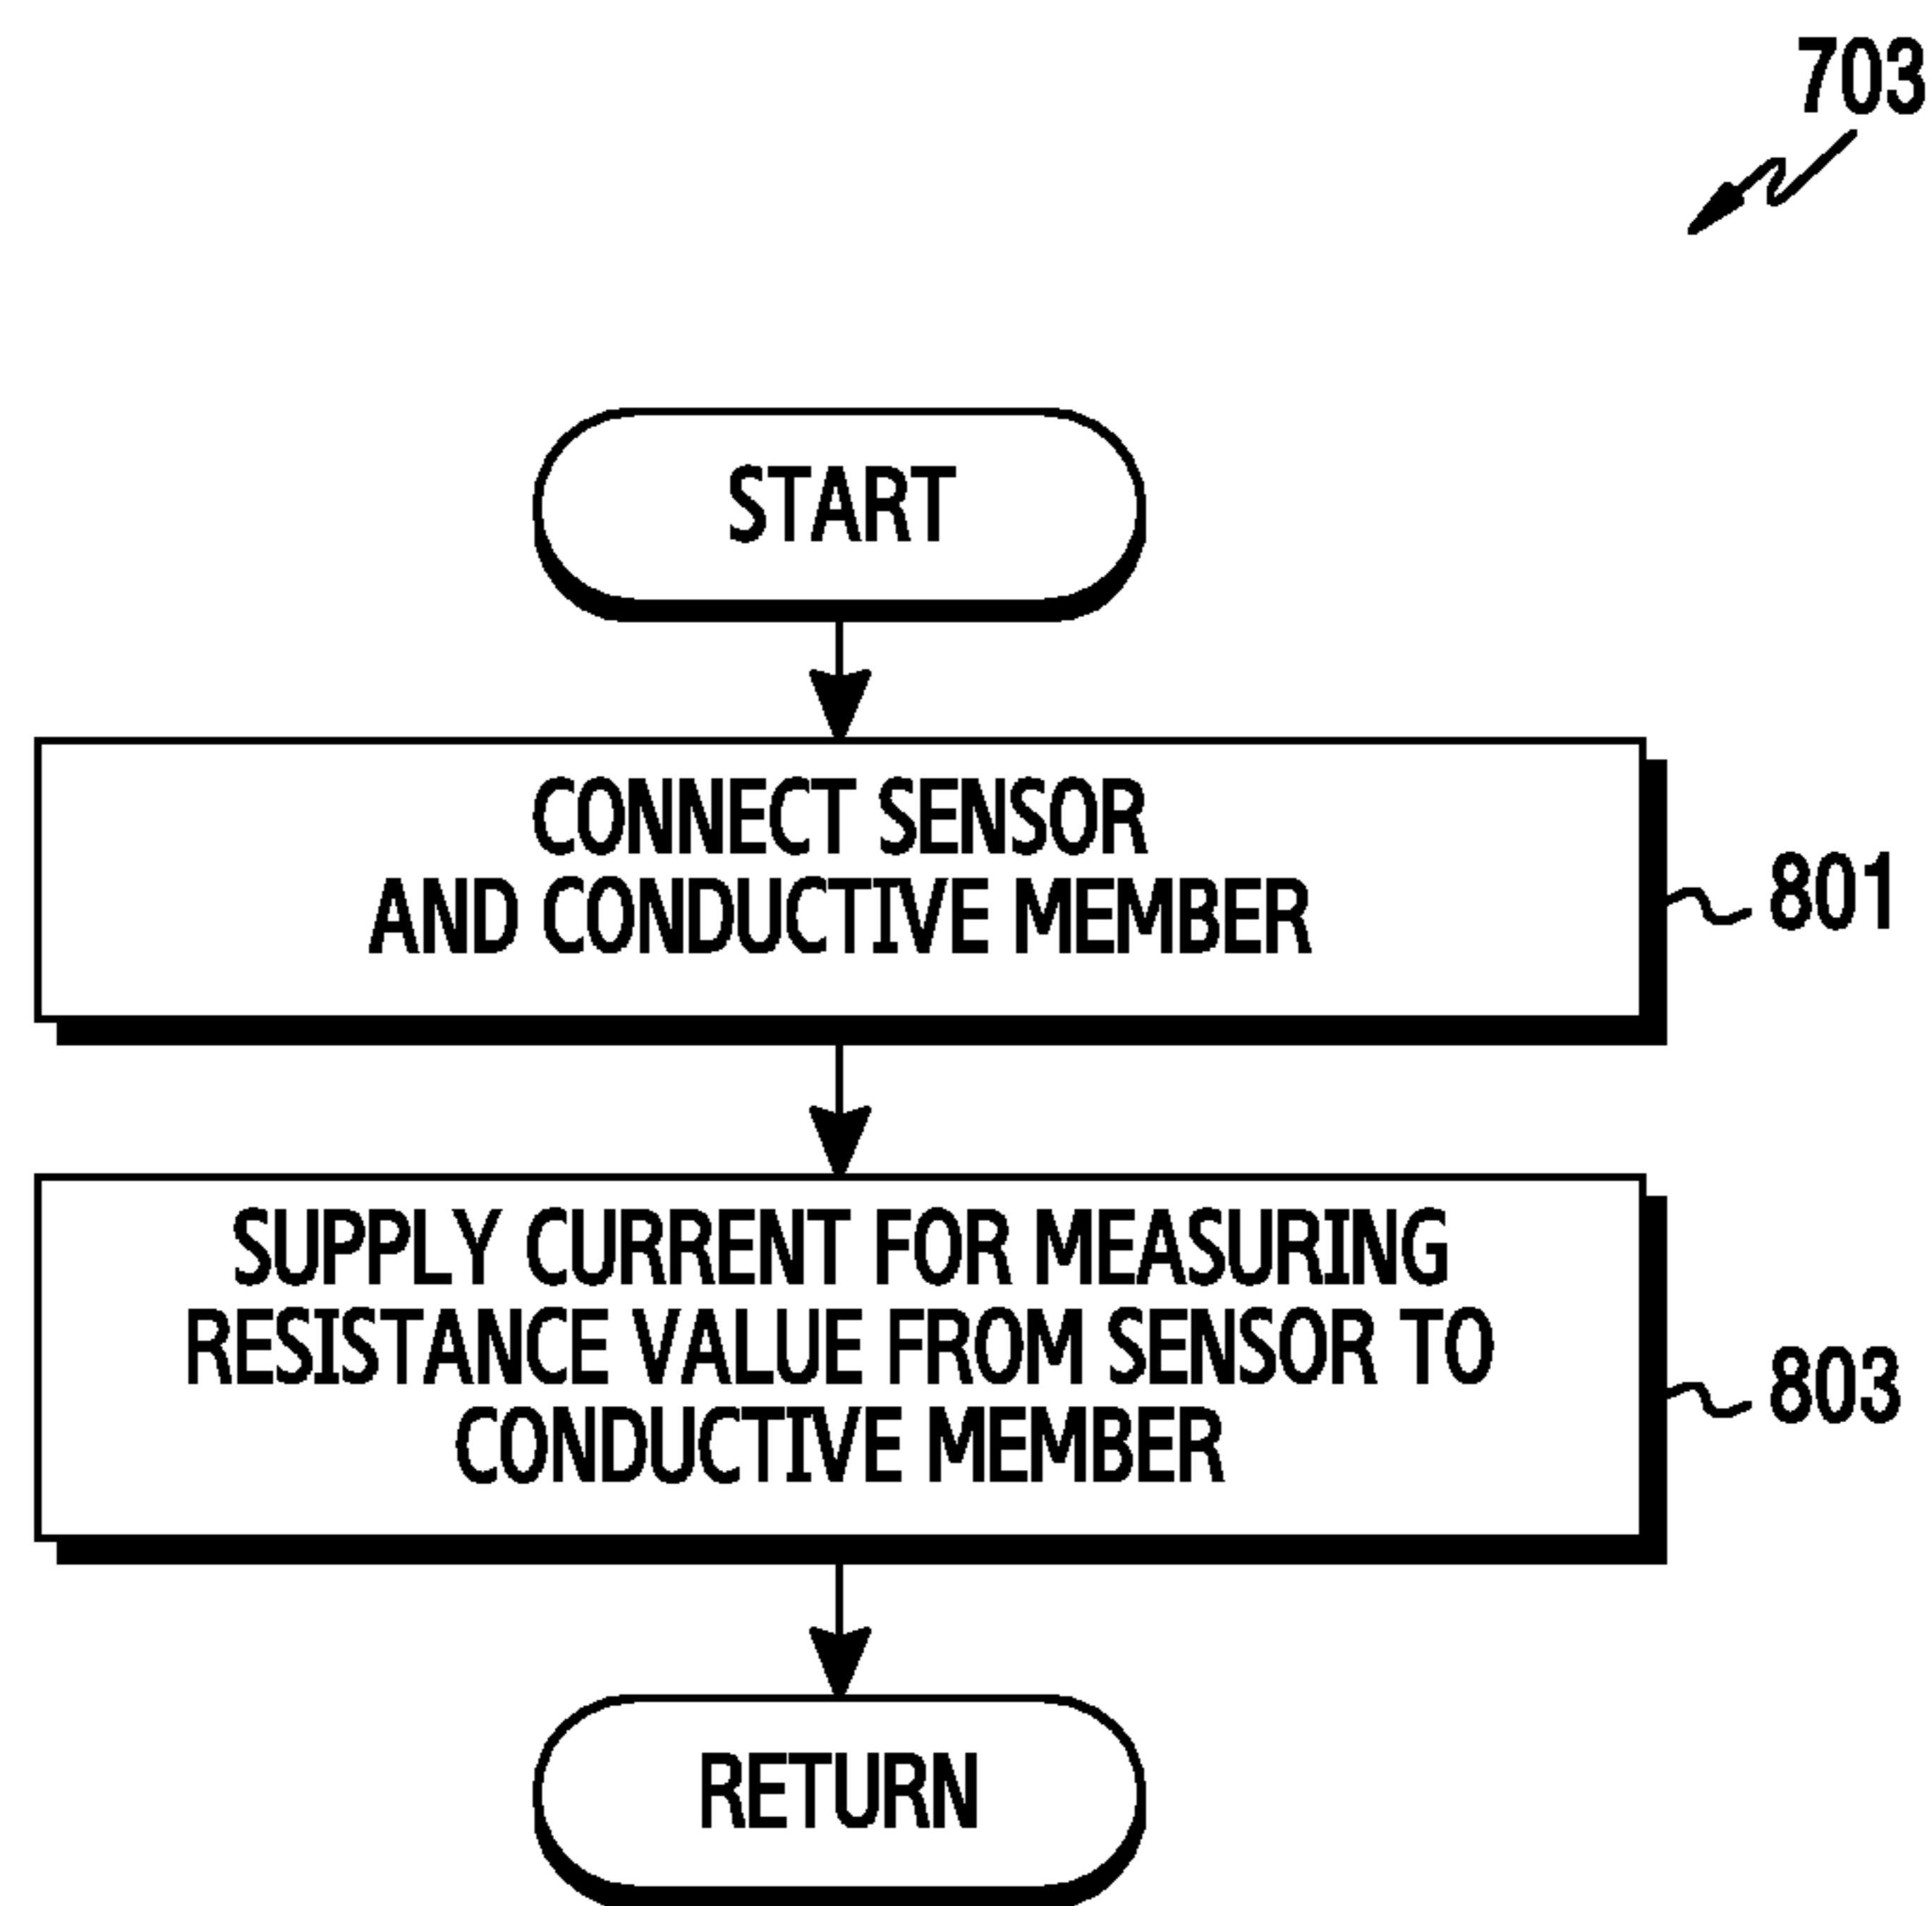 703
START
CONNECT SENSOR
AND CONDUCTIVE MEMBER
801
SUPPLY CURRENT FOR MEASURING
RESISTANCE VALUE FROM SENSOR TO
CONDUCTIVE MEMBER
803
RETURN